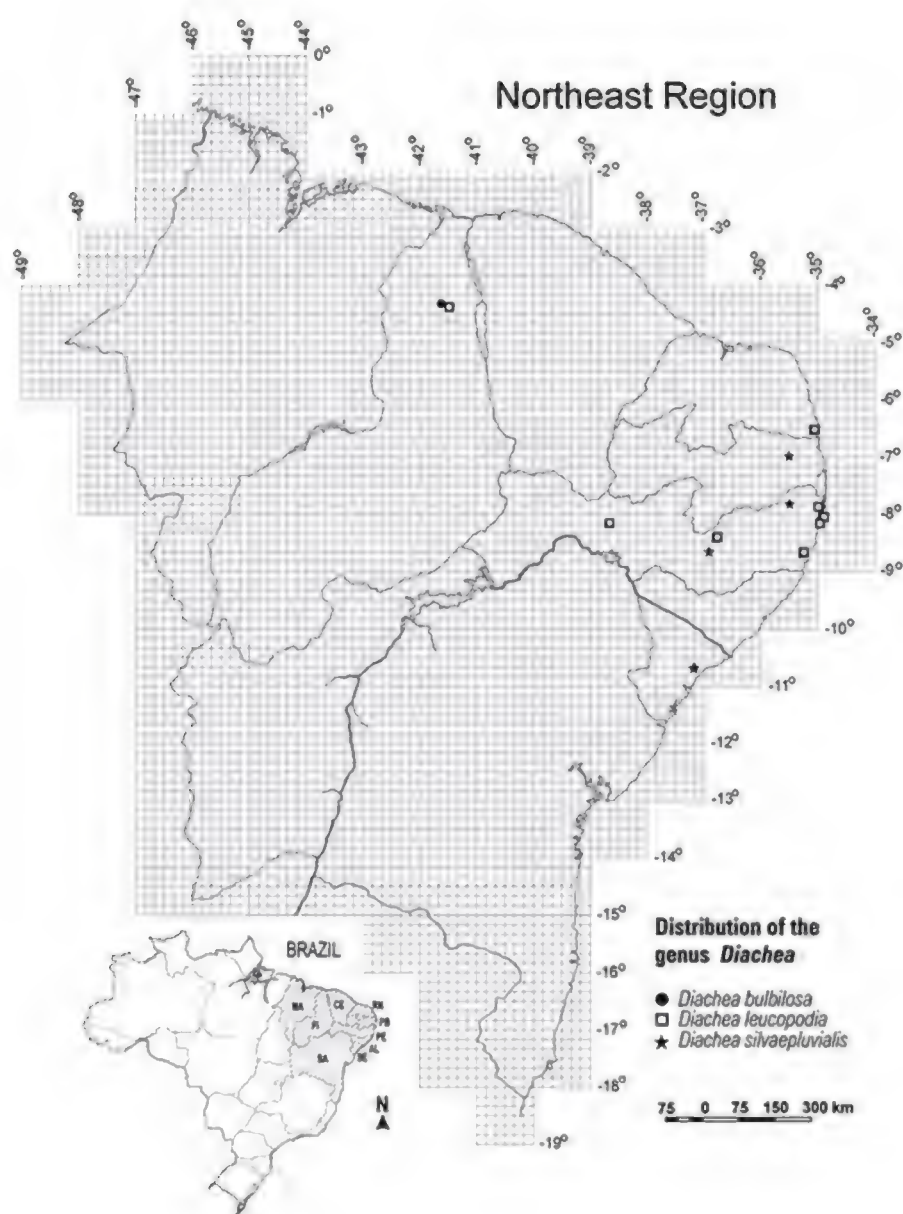 -46° -45° -44°
0°
Northeast Region
-47°
-1°
-43° -42° -41° -40° -39°
-2°
-48°
-38° -37°
-3°
-49°
-36° -35°
-4°
-34°
-5°
-6°
-7°
-8°
-9°
-10°
-11°
-12°
-13°
-14°
-15°
Distribution of the
genus Diachea
BRAZIL
-16°
Diachea bulbilosa
MA CE RN
Diachea leucopodia
PI PB
-17°
PE
Diachea silvaepluvialis
AL
BA SE
-18°
N
75 0 75 150 300 km
-19°